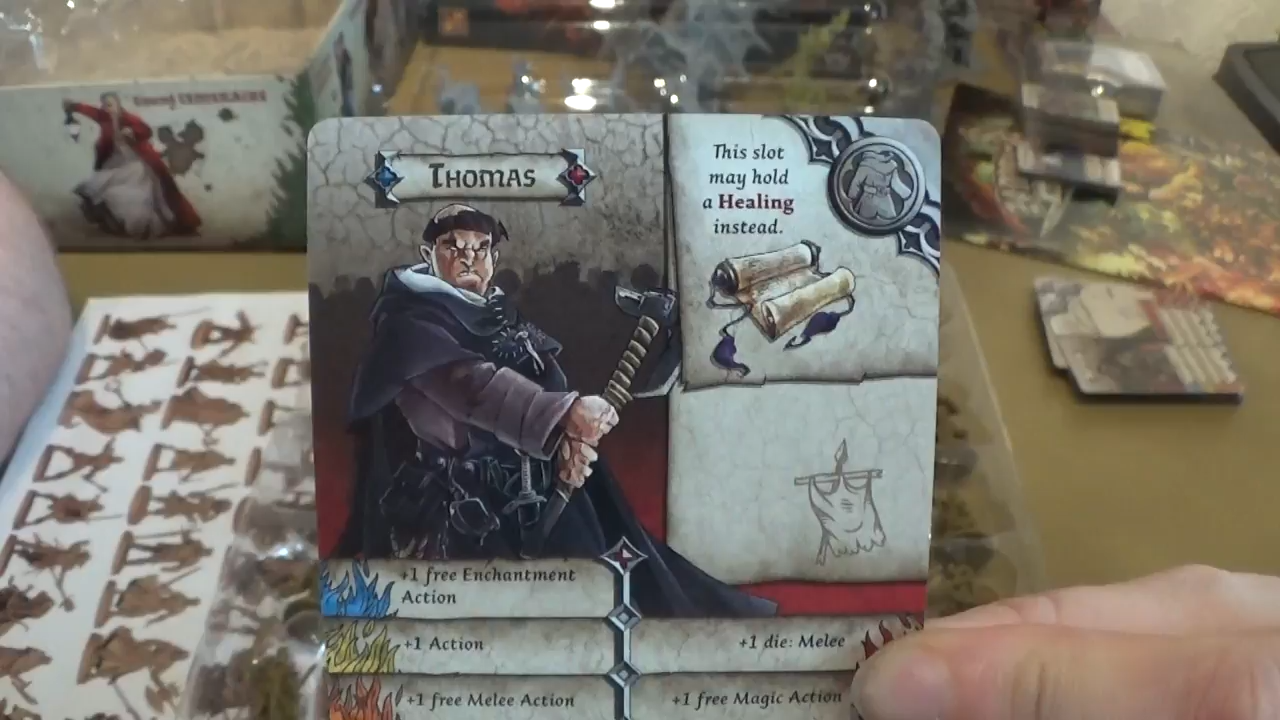 THOMAS
This slot
may hold
a Healing
instead.
+1 free Enchantment
Action
+1 Action
+1 die: Melee
+1 free Melee Action
+1 free Magic Action